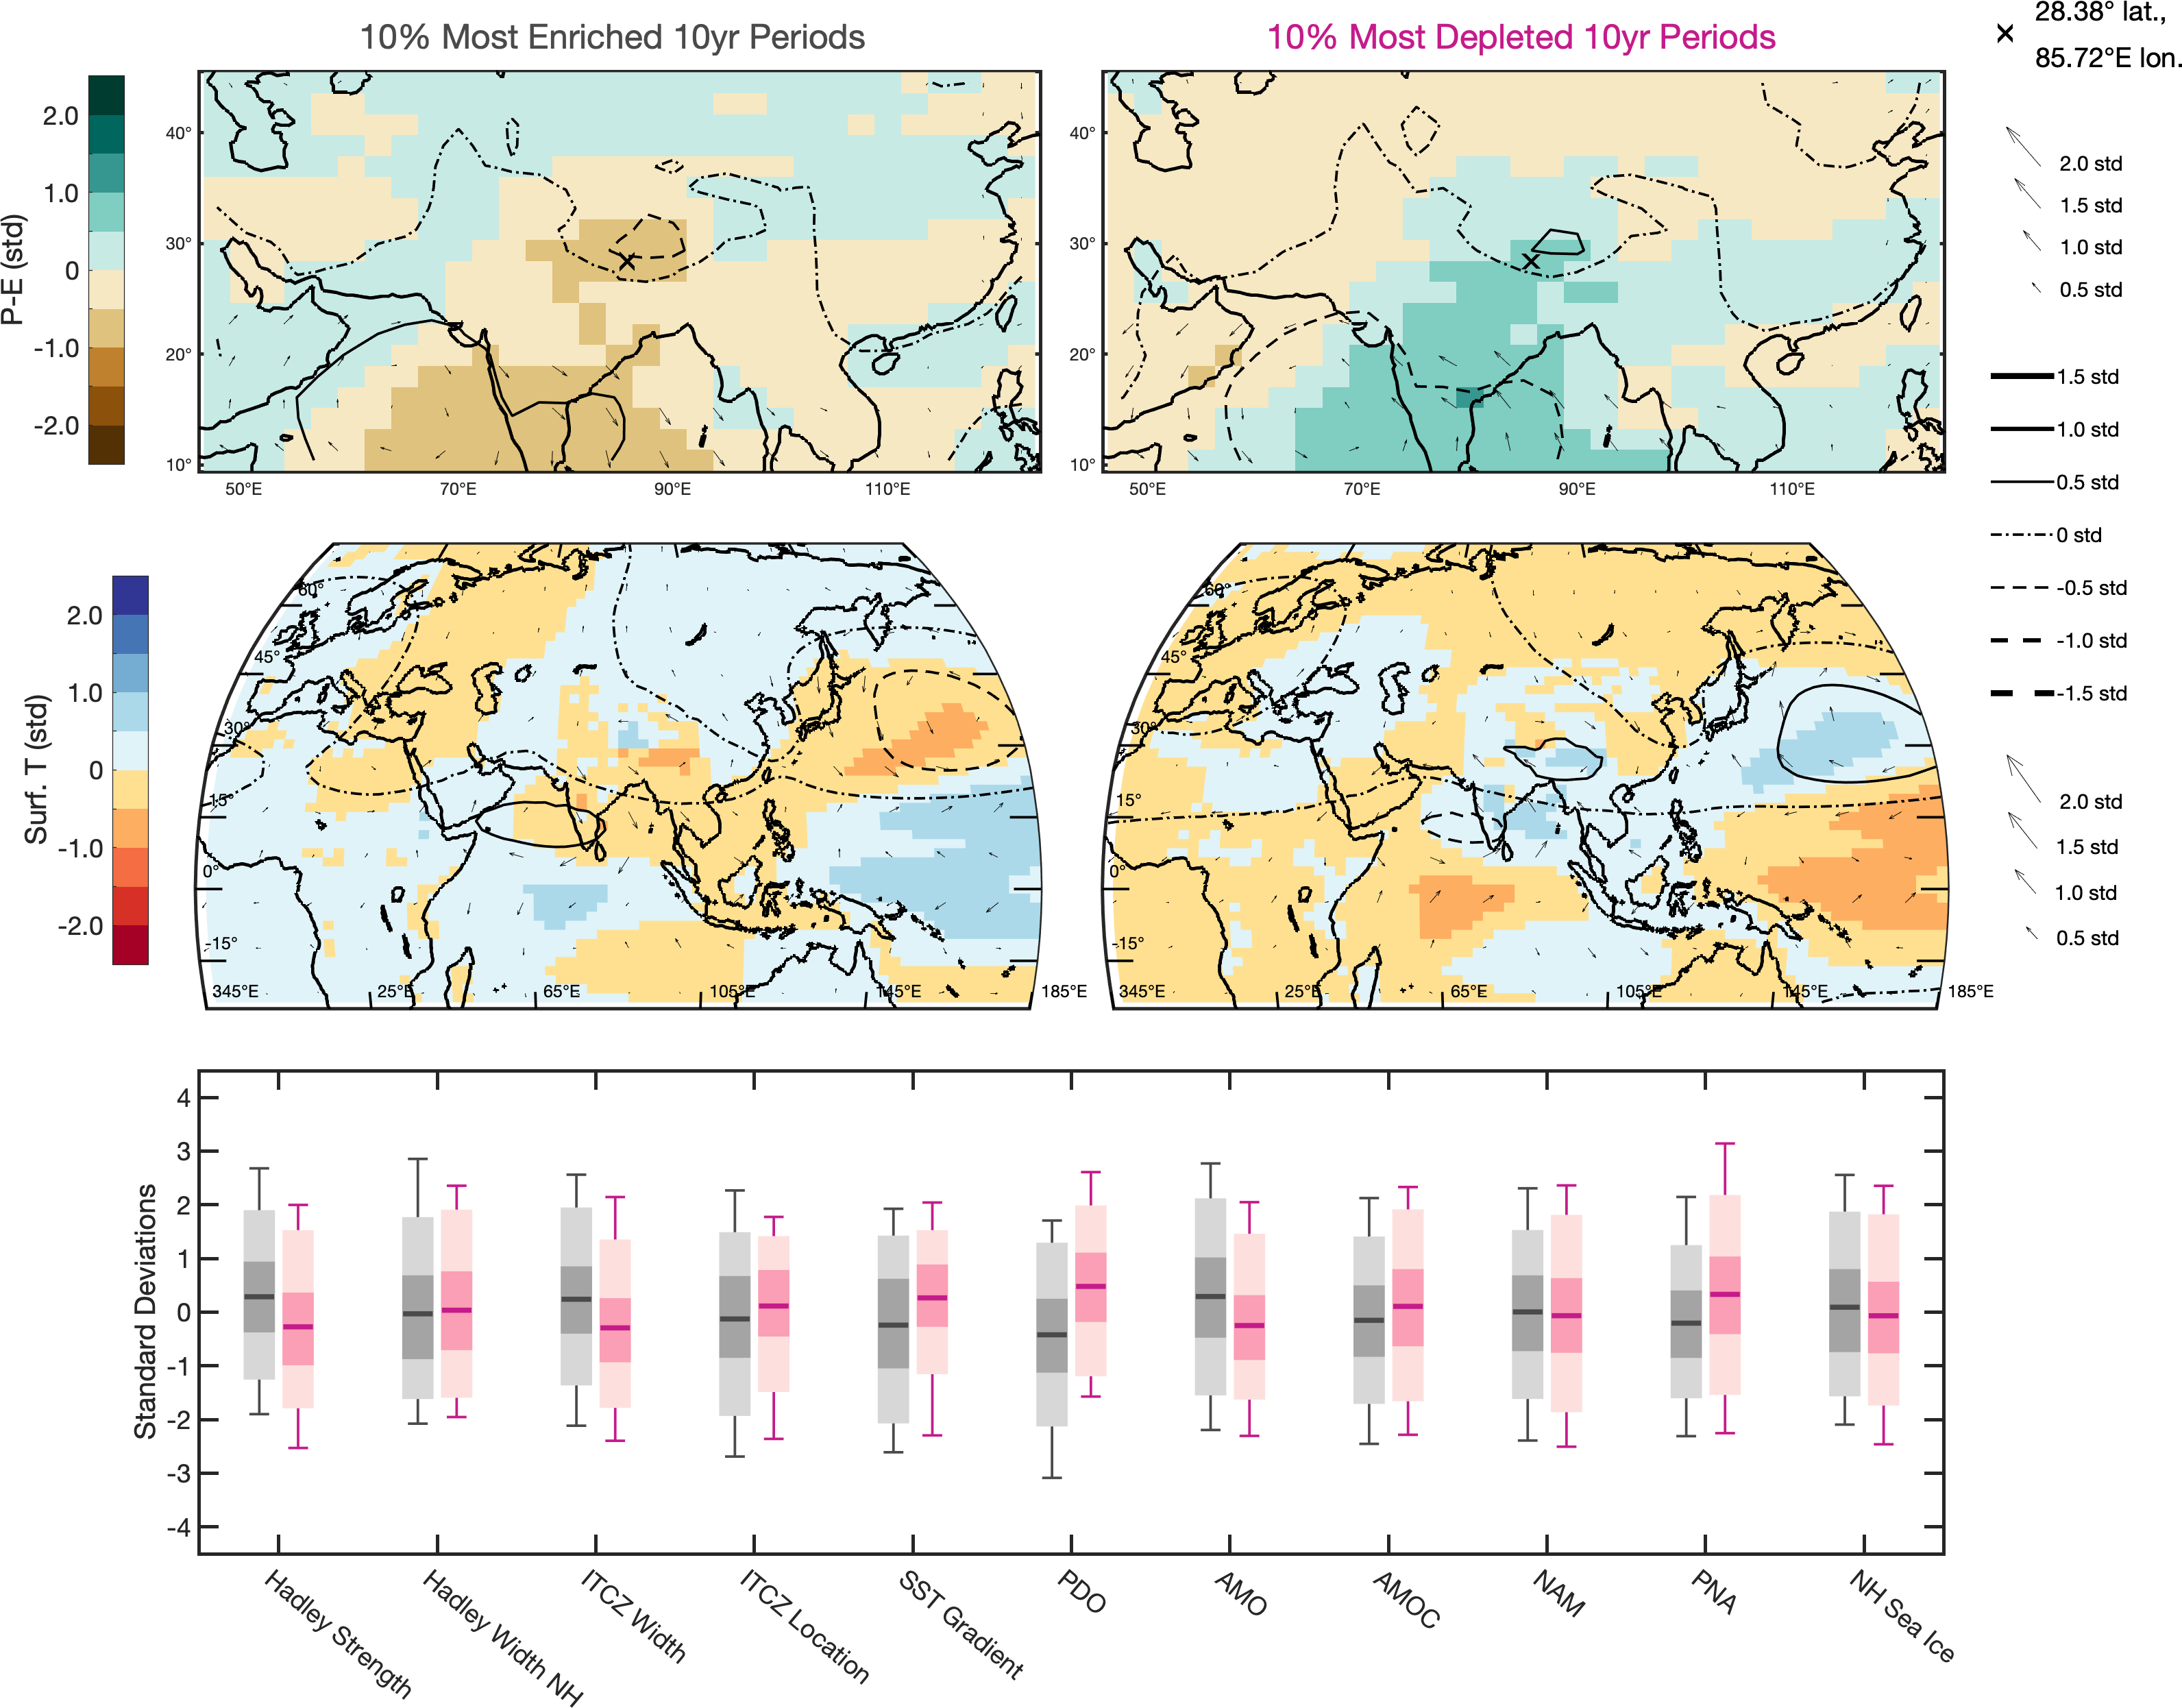 10% Most Enriched 10yr Periods
10% Most Depleted 10yr Periods
28.38° lat.,
85.72°E lon.
P-E (std)
2.0
1.0
0
-1.0
-2.0
40°
30°
20°
10°
50°E 70°E 90°E 110°E
40°
30°
20°
10°
50°E 70°E 90°E 110°E
2.0 std
1.5 std
1.0 std
0.5 std
1.5 std
1.0 std
0.5 std
0 std
-0.5 std
-1.0 std
-1.5 std
Surf. T (std)
2.0
1.0
0
-1.0
-2.0
60°
45°
30°
15°
0°
-15°
345°E 25°E 65°E 105°E 145°E 185°E
60°
45°
30°
15°
0°
-15°
345°E 25°E 65°E 105°E 145°E 185°E
2.0 std
1.5 std
1.0 std
0.5 std
Standard Deviations
4
3
2
1
0
-1
-2
-3
-4
Hadley Strength
Hadley Width NH
ITCZ Width
ITCZ Location
SST Gradient
PDO
AMO
AMOC
NAM
PNA
NH Sea Ice